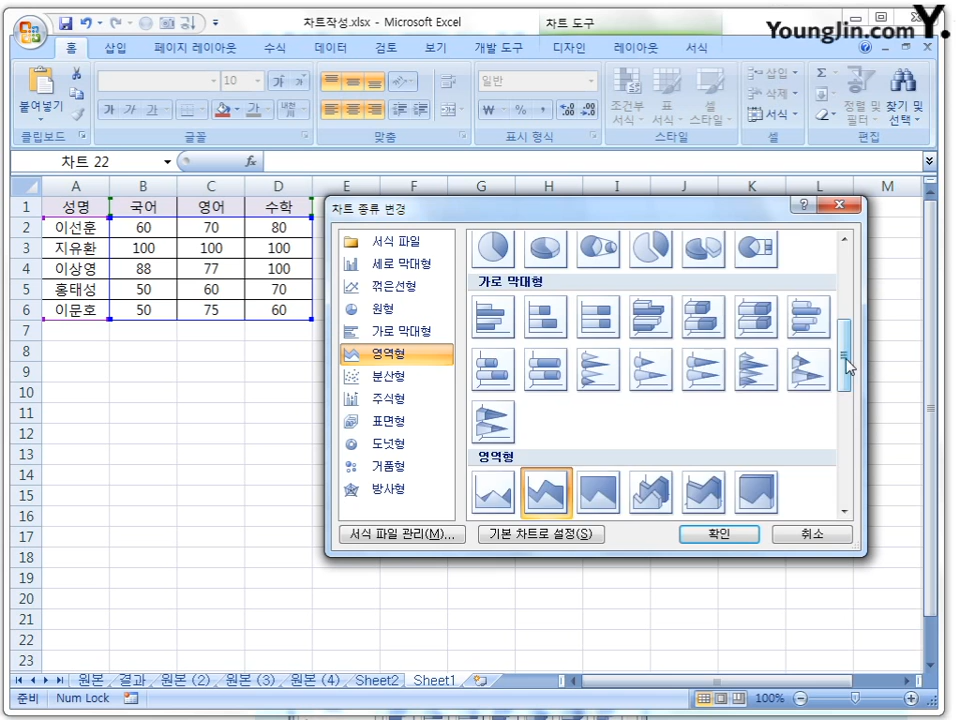 차트작성.xlsx - Microsoft Excel
차트 도구
YoungJin.com Y.
홈 삽입 페이지 레이아웃 수식 데이터 검토 보기 개발 도구 디자인 레이아웃 서식
붙여넣기
10
가 가
가 가 가
가
내천
일반
₩ % ,
조건부 서식
표 서식
셀 스타일
삽입
삭제
서식
Σ
정렬 및 필터
찾기 및 선택
클립보드 글꼴 맞춤 표시 형식 스타일 셀 편집
차트 22
fx
A B C D E F G H I J K L M
1 성명 국어 영어 수학
2 이선훈 60 70 80
3 지유환 100 100 100
4 이상영 88 77 100
5 홍태성 50 60 70
6 이문호 50 75 60
7
8
9
10
11
12
13
14
15
16
17
18
19
20
21
22
23
차트 종류 변경
서식 파일
세로 막대형
꺾은선형
원형
가로 막대형
영역형
분산형
주식형
표면형
도넛형
거품형
방사형
가로 막대형
영역형
서식 파일 관리(M)...
기본 차트로 설정(S)
확인
취소
원본 결과 원본 (2) 원본 (3) 원본 (4) Sheet2 Sheet1
준비 Num Lock
100%